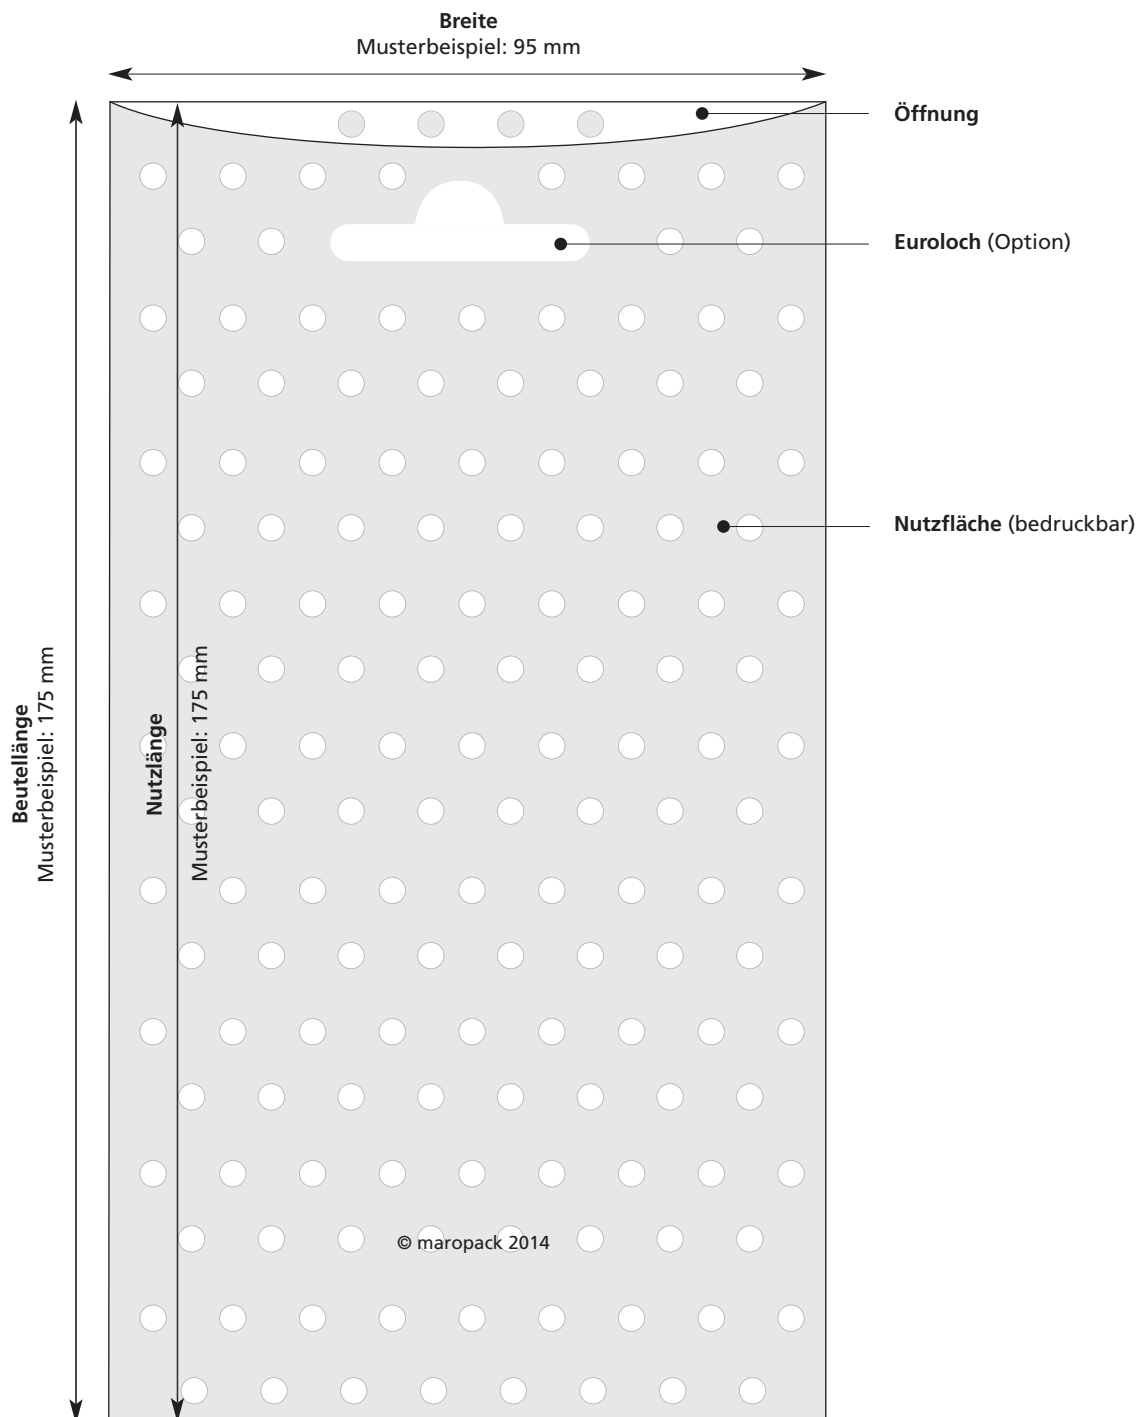 Breite
Musterbeispiel: 95 mm
Öffnung
Euroloch (Option)
Nutzfläche (bedruckbar)
Beutellänge
Musterbeispiel: 175 mm
Nutzlänge
Musterbeispiel: 175 mm
© maropack 2014